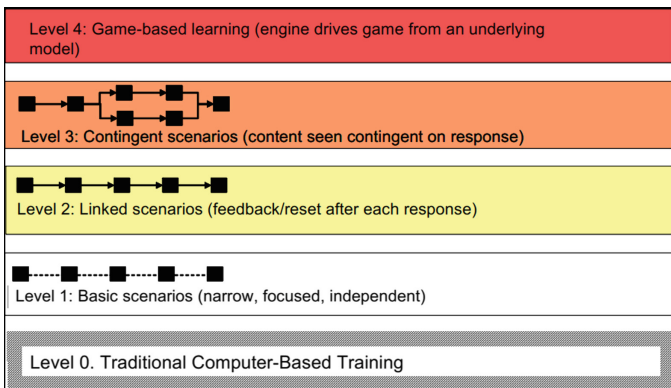 Level 4: Game-based learning (engine drives game from an underlying
model)
Level 3: Contingent scenarios (content seen contingent on response)
Level 2: Linked scenarios (feedback/reset after each response)
Level 1: Basic scenarios (narrow, focused, independent)
Level 0. Traditional Computer-Based Training